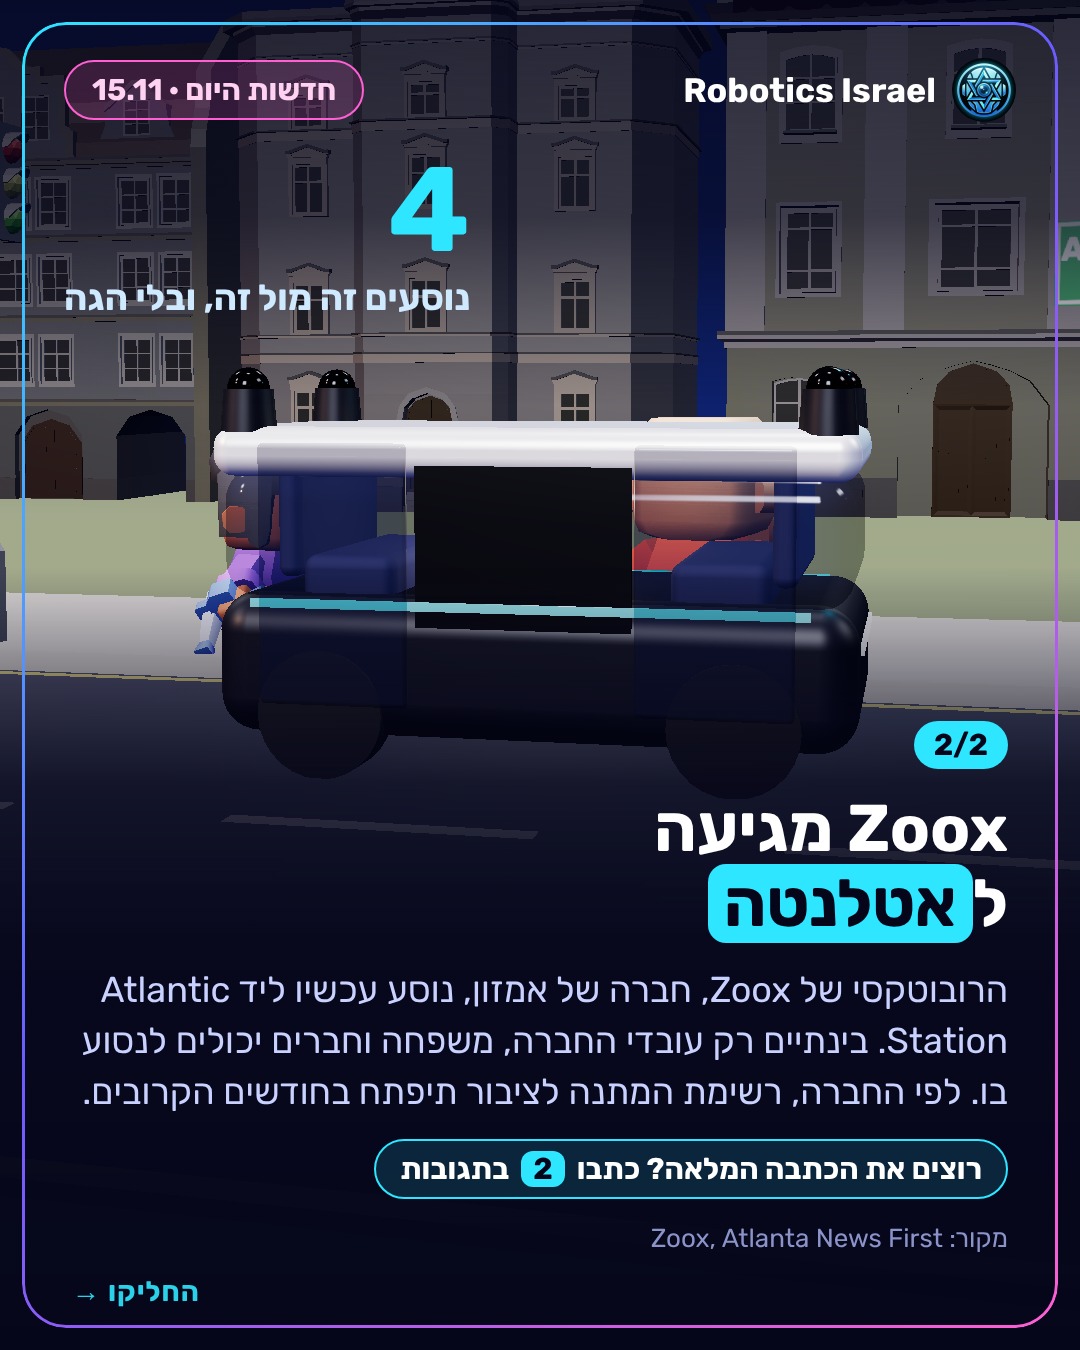 Robotics Israel
חדשות היום • 15.11
4
נוסעים זה מול זה, ובלי הגה
2/2
Zoox מגיעה
לאטלנטה
הרובוטקסי של Zoox, חברה של אמזון, נוסע עכשיו ליד Atlantic
Station. בינתיים רק עובדי החברה, משפחה וחברים יכולים לנסוע
בו. לפי החברה, רשימת המתנה לציבור תיפתח בחודשים הקרובים.
רוצים את הכתבה המלאה? כתבו 2 בתגובות
מקור: Zoox, Atlanta News First
החליקו →
A